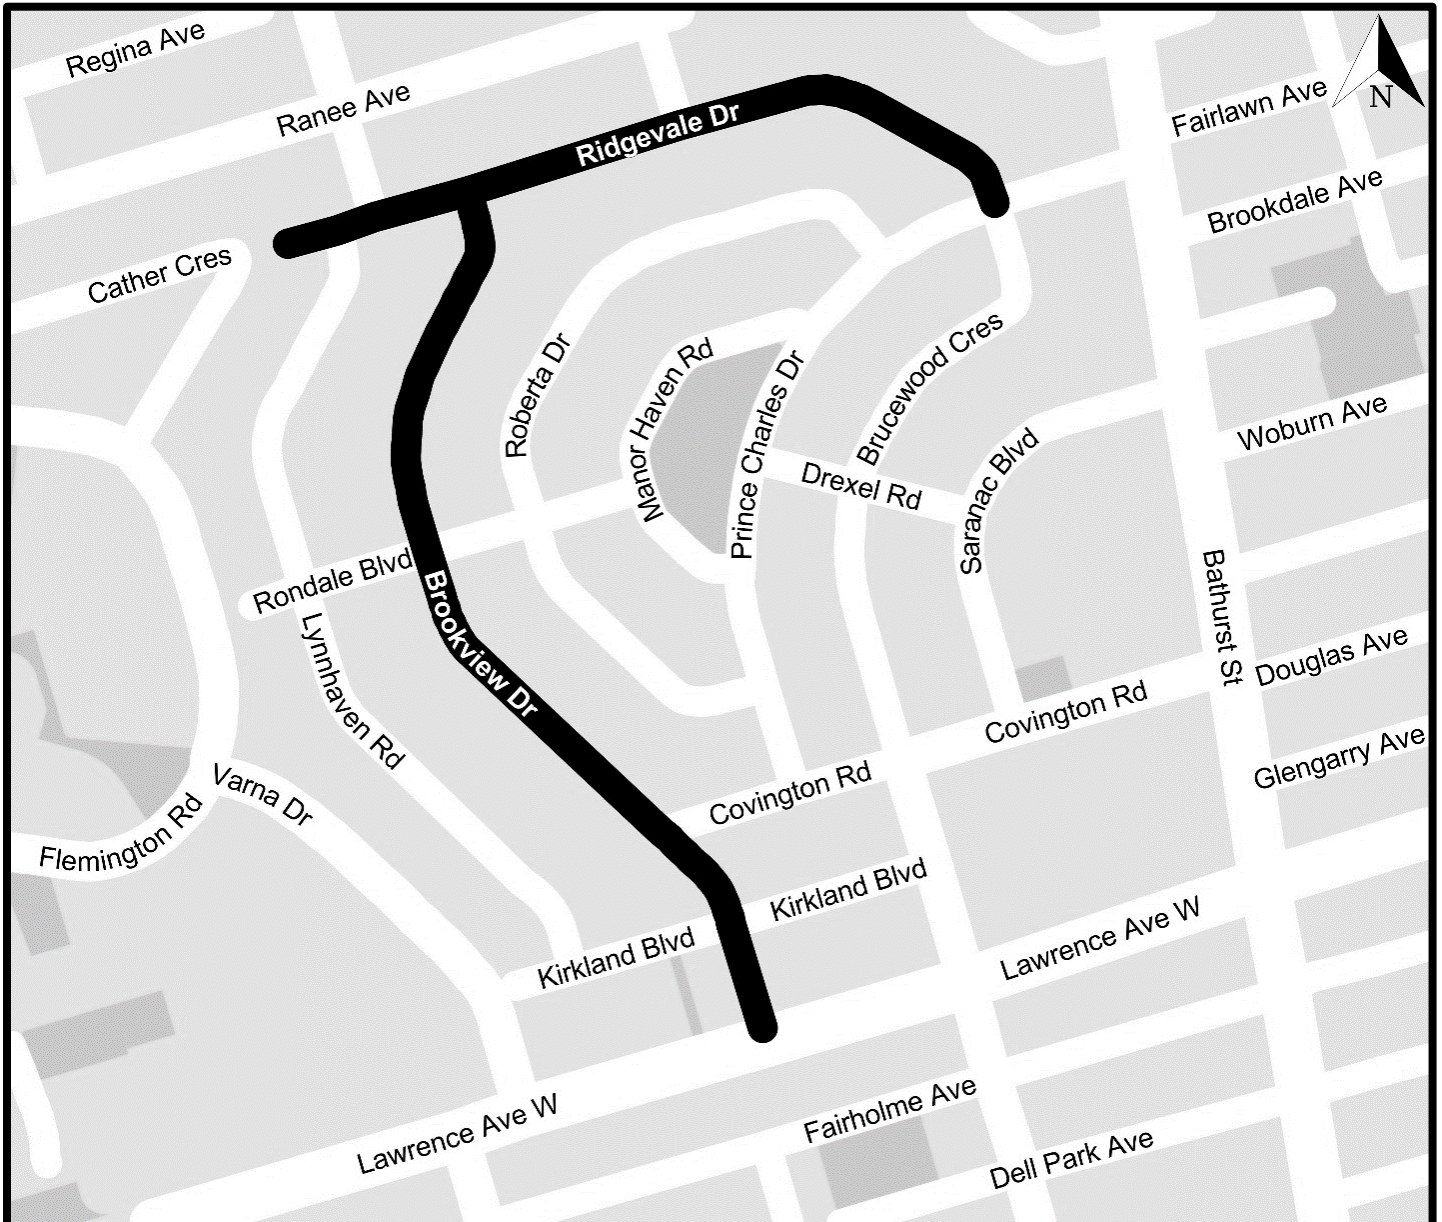 Regina Ave
Ranee Ave
Ridgevale Dr
Fairlawn Ave
N
Brookdale Ave
Cather Cres
Roberta Dr
Manor Haven Rd
Prince Charles Dr
Brucewood Cres
Drexel Rd
Saranac Blvd
Woburn Ave
Rondale Blvd
Brookview Dr
Lynnhaven Rd
Bathurst St
Douglas Ave
Covington Rd
Glengarry Ave
Covington Rd
Varna Dr
Flemington Rd
Kirkland Blvd
Kirkland Blvd
Lawrence Ave W
Lawrence Ave W
Fairholme Ave
Dell Park Ave